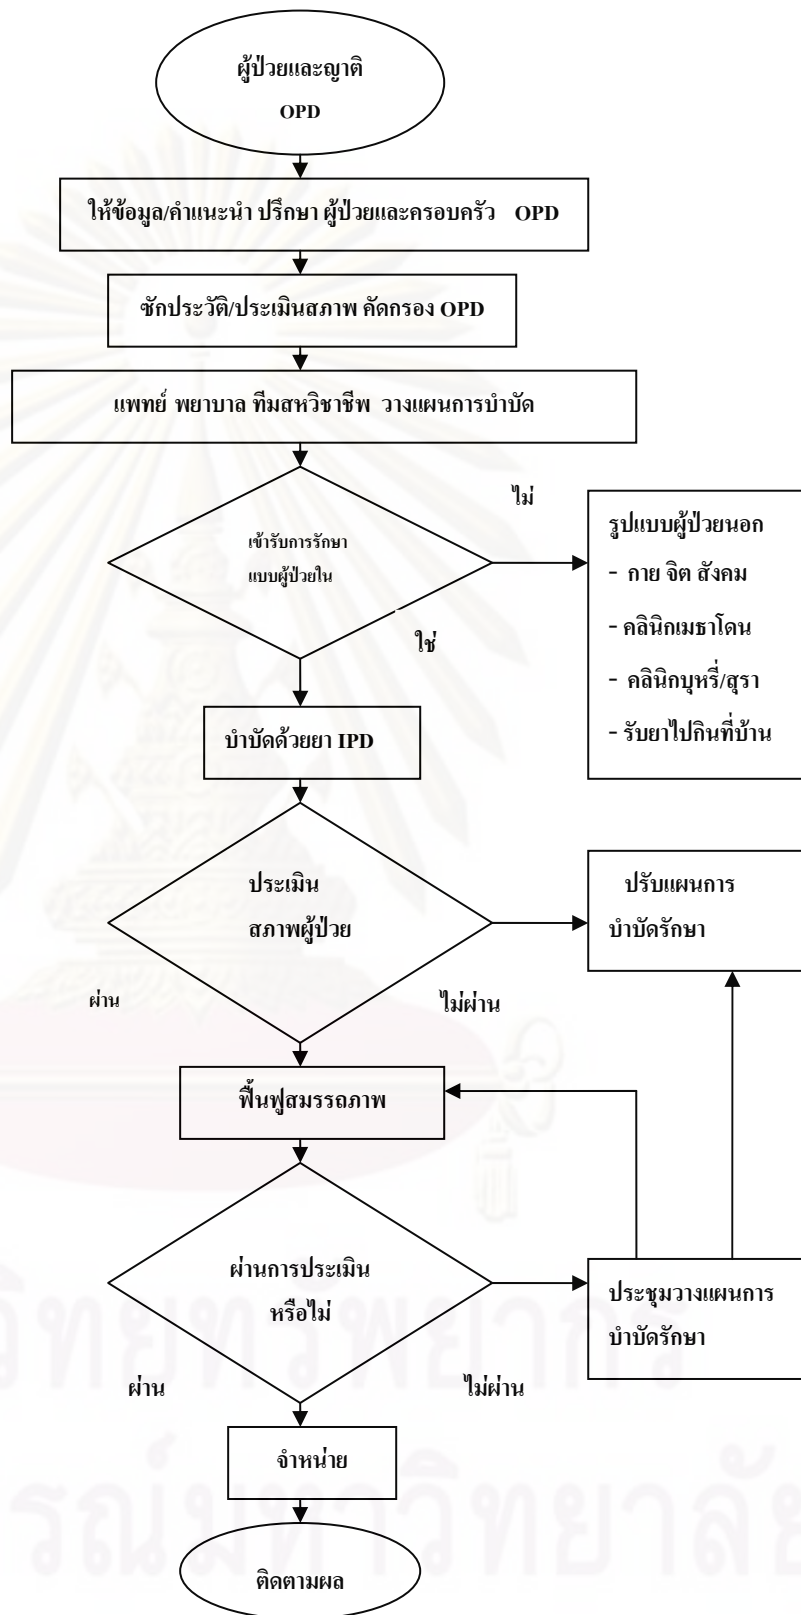 ผู้ป่วยและญาติ
OPD
ให้ข้อมูล/คำแนะนำ ปรึกษา ผู้ป่วยและครอบครัว OPD
ซักประวัติ/ประเมินสภาพ คัดกรอง OPD
แพทย์ พยาบาล ทีมสหวิชาชีพ วางแผนการบำบัด
เข้ารับการรักษา
แบบผู้ป่วยใน
ไม่
ใช่
รูปแบบผู้ป่วยนอก
- กาย จิต สังคม
- คลินิกเมธาโดน
- คลินิกบุหรี่/สุรา
- รับยาไปกินที่บ้าน
บำบัดด้วยยา IPD
ประเมิน
สภาพผู้ป่วย
ปรับแผนการ
บำบัดรักษา
ผ่าน
ไม่ผ่าน
ฟื้นฟูสมรรถภาพ
ผ่านการประเมิน
หรือไม่
ประชุมวางแผนการ
บำบัดรักษา
ผ่าน
ไม่ผ่าน
จำหน่าย
ติดตามผล